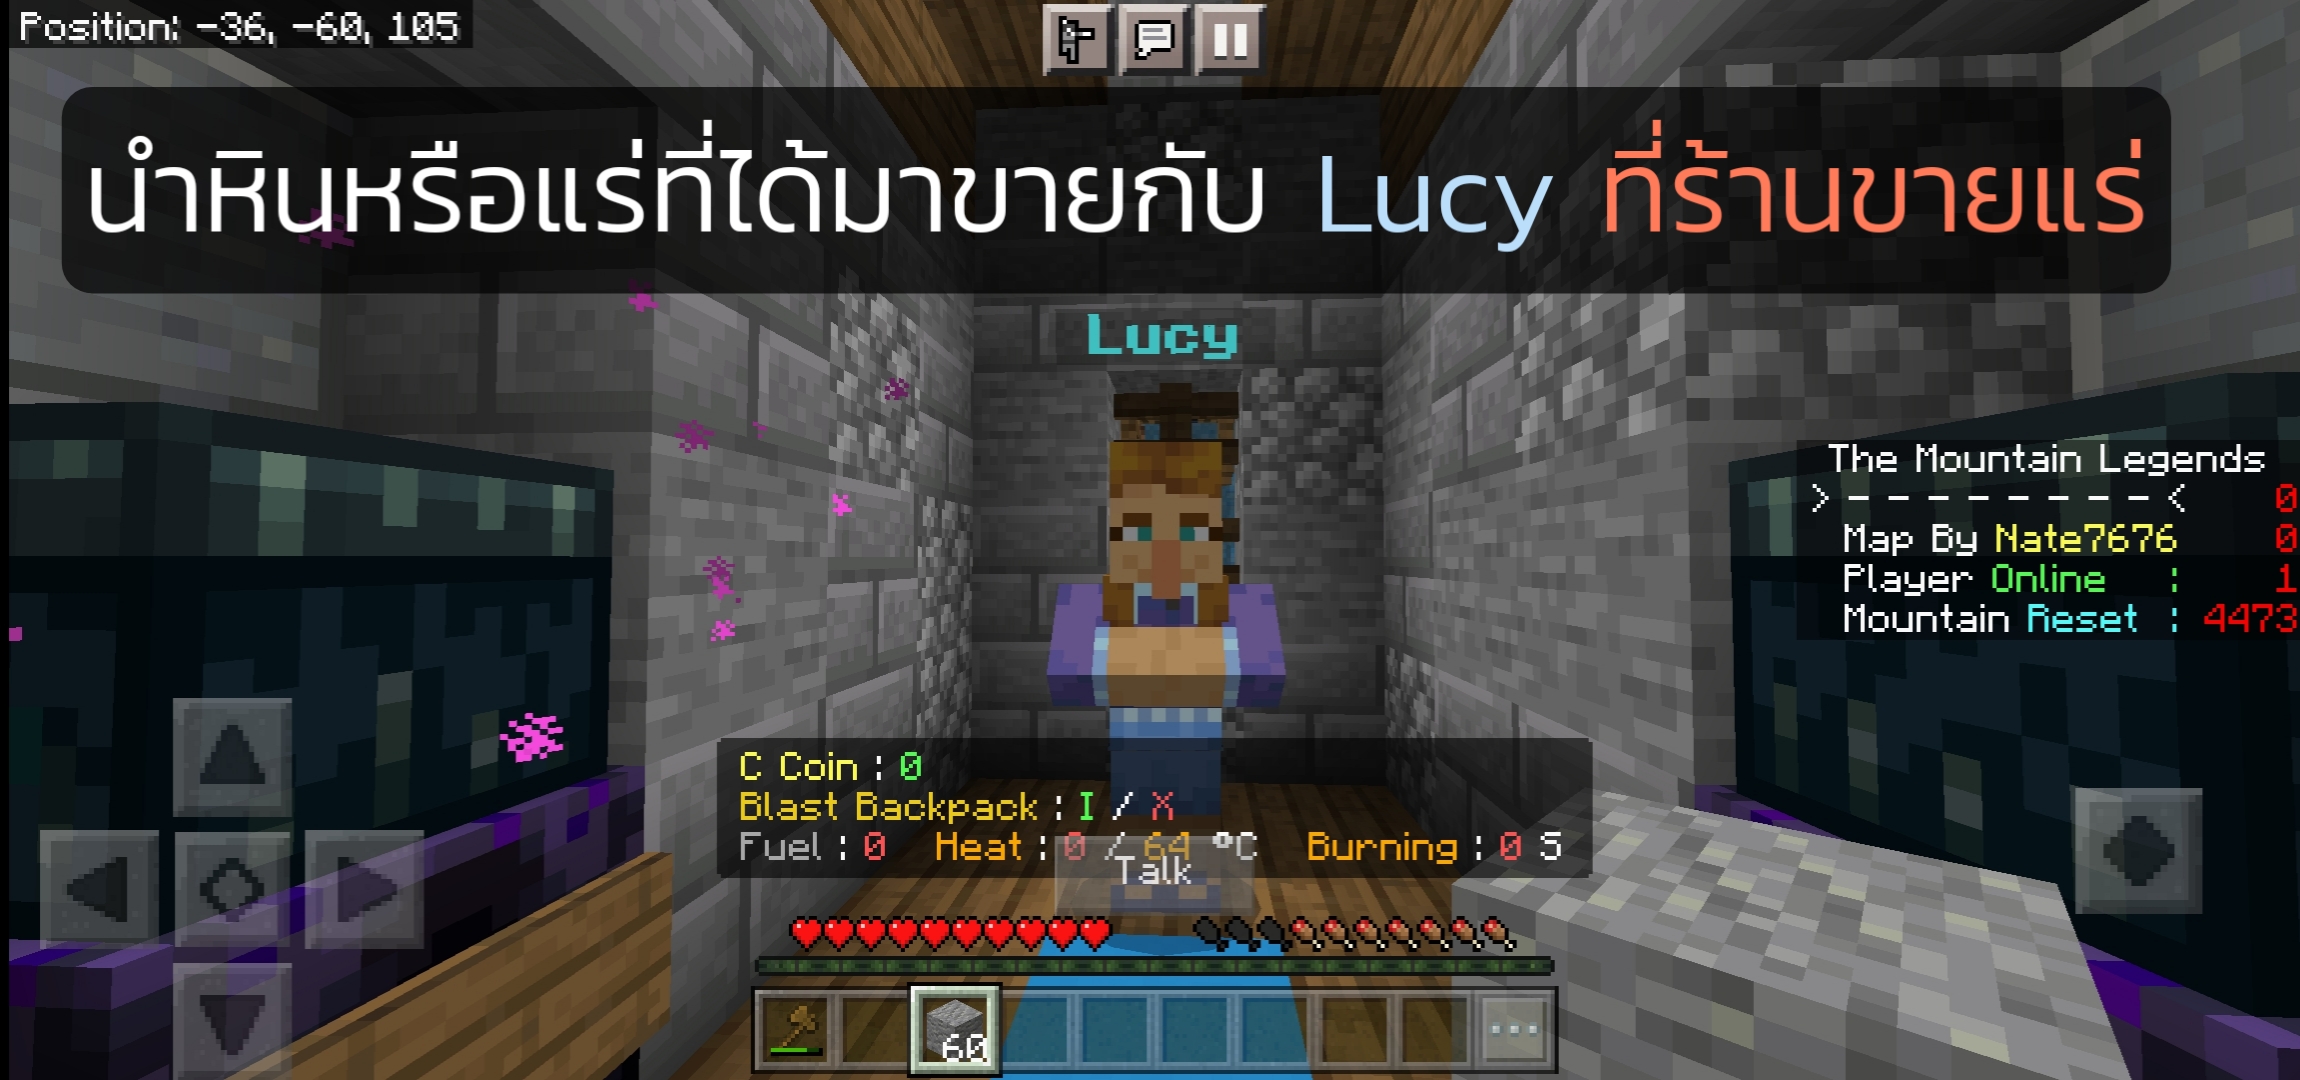 Position: -36, -60, 105
นำหินหรือแร่ที่ได้มาขายกับ Lucy ที่ร้านขายแร่
Lucy
The Mountain Legends
> - - - - - - - - < 0
Map By Nate7676 0
Player Online : 1
Mountain Reset : 4473
C Coin : 0
Blast Backpack : I / X
Fuel : 0 Heat : 0 / 64 °C Burning : 0 S
Talk
60